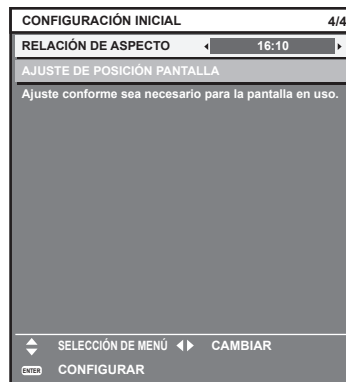 CONFIGURACIÓN INICIAL 4/4
RELACIÓN DE ASPECTO 16:10
AJUSTE DE POSICIÓN PANTALLA
Ajuste conforme sea necesario para la pantalla en uso.
SELECCIÓN DE MENÚ CAMBIAR
ENTER CONFIGURAR